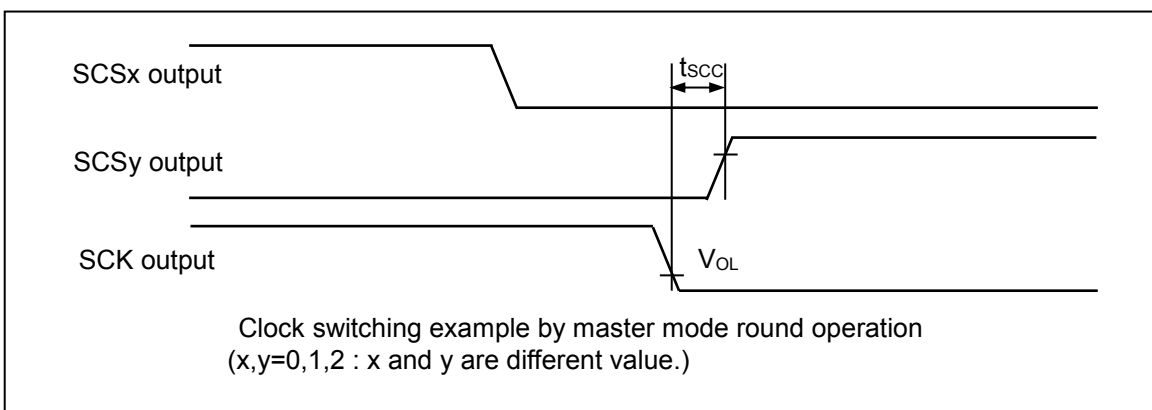 SCSx output
tSCC
SCSy output
SCK output
VOL
Clock switching example by master mode round operation
(x,y=0,1,2 : x and y are different value.)